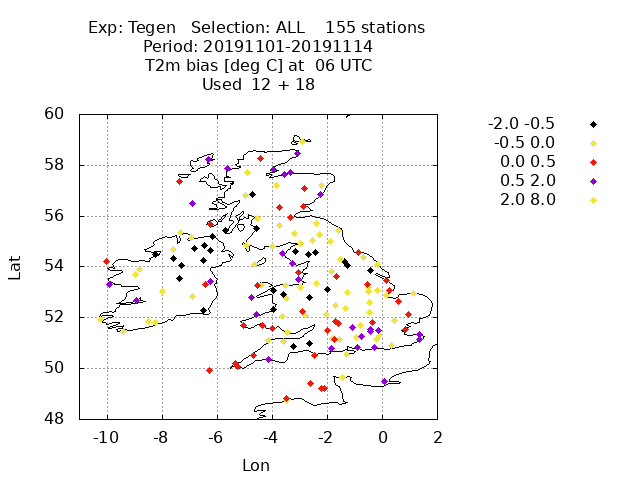 Exp: Tegen Selection: ALL 155 stations
Period: 20191101-20191114
T2m bias [deg C] at 06 UTC
Used 12 + 18
-2.0 -0.5
-0.5 0.0
0.0 0.5
0.5 2.0
2.0 8.0
60
58
56
54
52
50
48
Lat
-10 -8 -6 -4 -2 0 2
Lon